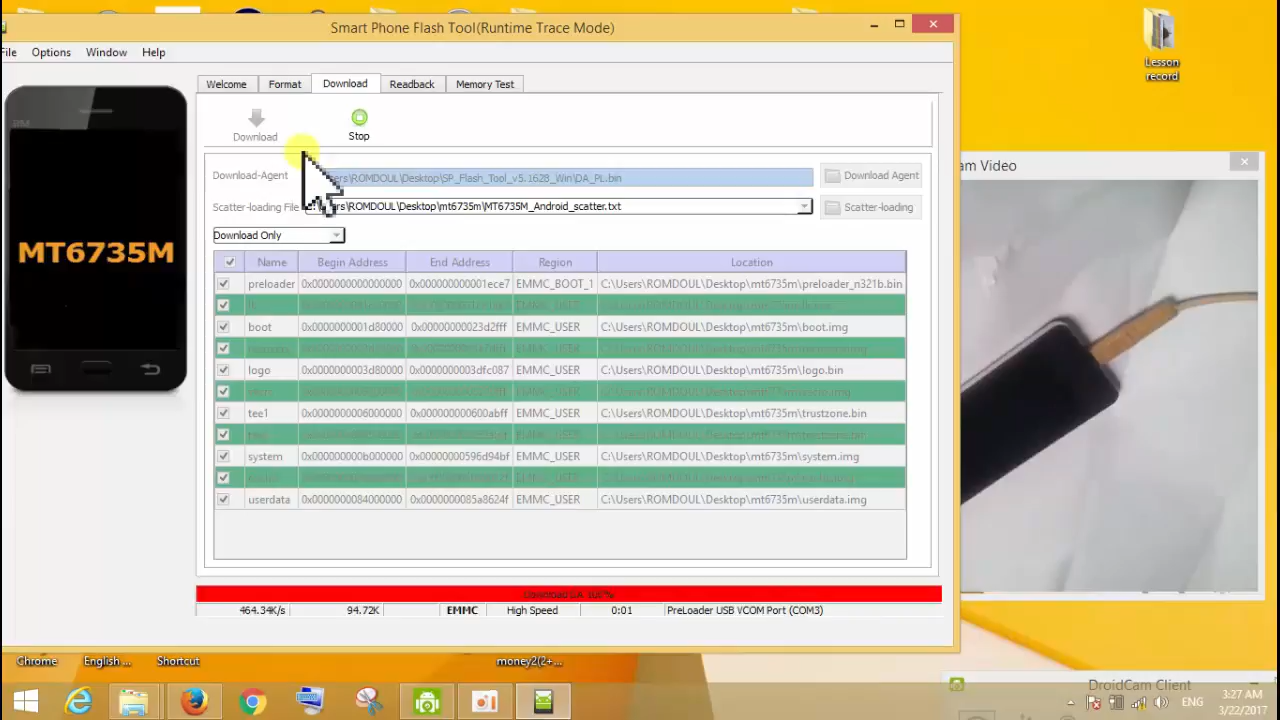 Smart Phone Flash Tool(Runtime Trace Mode)
File Options Window Help
Welcome Format Download Readback Memory Test
Download Stop
Download-Agent \ROMDOUL\Desktop\SP_Flash_Tool_v5.1628_Win\DA_PL.bin Download Agent
Scatter-loading File \ROMDOUL\Desktop\mt6735m\MT6735M_Android_scatter.txt Scatter-loading
Download Only
MT6735M
Name Begin Address End Address Region Location
preloader 0x0000000000000000 0x000000000001ece7 EMMC_BOOT_1 C:\Users\ROMDOUL\Desktop\mt6735m\preloader_n321b.bin
boot 0x0000000001d80000 0x00000000023d2fff EMMC_USER C:\Users\ROMDOUL\Desktop\mt6735m\boot.img
logo 0x0000000003d80000 0x0000000003dfc087 EMMC_USER C:\Users\ROMDOUL\Desktop\mt6735m\logo.bin
tee1 0x0000000006000000 0x000000000600abff EMMC_USER C:\Users\ROMDOUL\Desktop\mt6735m\trustzone.bin
system 0x000000000b000000 0x00000000596d94bf EMMC_USER C:\Users\ROMDOUL\Desktop\mt6735m\system.img
userdata 0x0000000084000000 0x0000000085a8624f EMMC_USER C:\Users\ROMDOUL\Desktop\mt6735m\userdata.img
Download DA 100%
464.34K/s 94.72K EMMC High Speed 0:01 PreLoader USB VCOM Port (COM3)
Lesson
record
am Video
Chrome English ... Shortcut money2(2+...
DroidCam Client
ENG
3:27 AM
3/22/2017